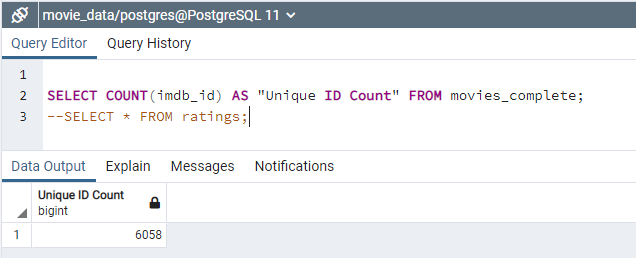 movie_data/postgres@PostgreSQL 11
Query Editor Query History
1
2 SELECT COUNT(imdb_id) AS "Unique ID Count" FROM movies_complete;
3 --SELECT * FROM ratings;
Data Output Explain Messages Notifications
Unique ID Count
bigint
1 6058